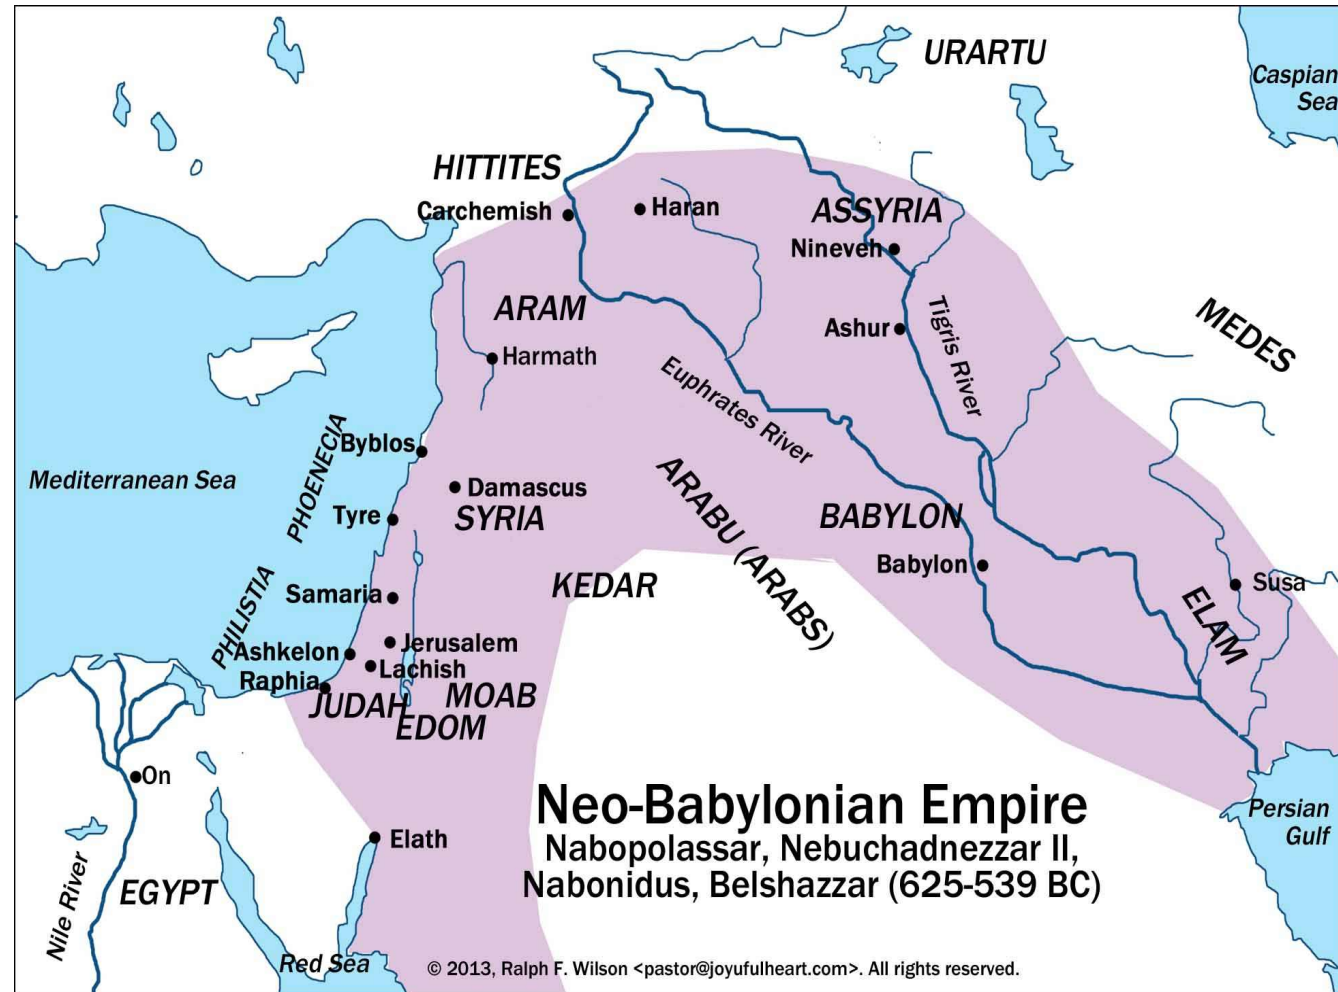 URARTU
Caspian
Sea
HITTITES
Carchemish
Haran
ASSYRIA
Nineveh
ARAM
Ashur
Tigris River
MEDES
Harmath
Euphrates River
Byblos
PHOENECIA
Mediterranean Sea
Damascus
ARABU (ARABS)
Tyre
SYRIA
BABYLON
Babylon
KEDAR
Susa
ELAM
Samaria
PHILISTIA
Jerusalem
Ashkelon
Lachish
Raphia
JUDAH
MOAB
EDOM
On
Neo-Babylonian Empire
Nabopolassar, Nebuchadnezzar II,
Nabonidus, Belshazzar (625-539 BC)
Persian
Gulf
Elath
EGYPT
Nile River
Red Sea
© 2013, Ralph F. Wilson <pastor@joyufulheart.com>. All rights reserved.